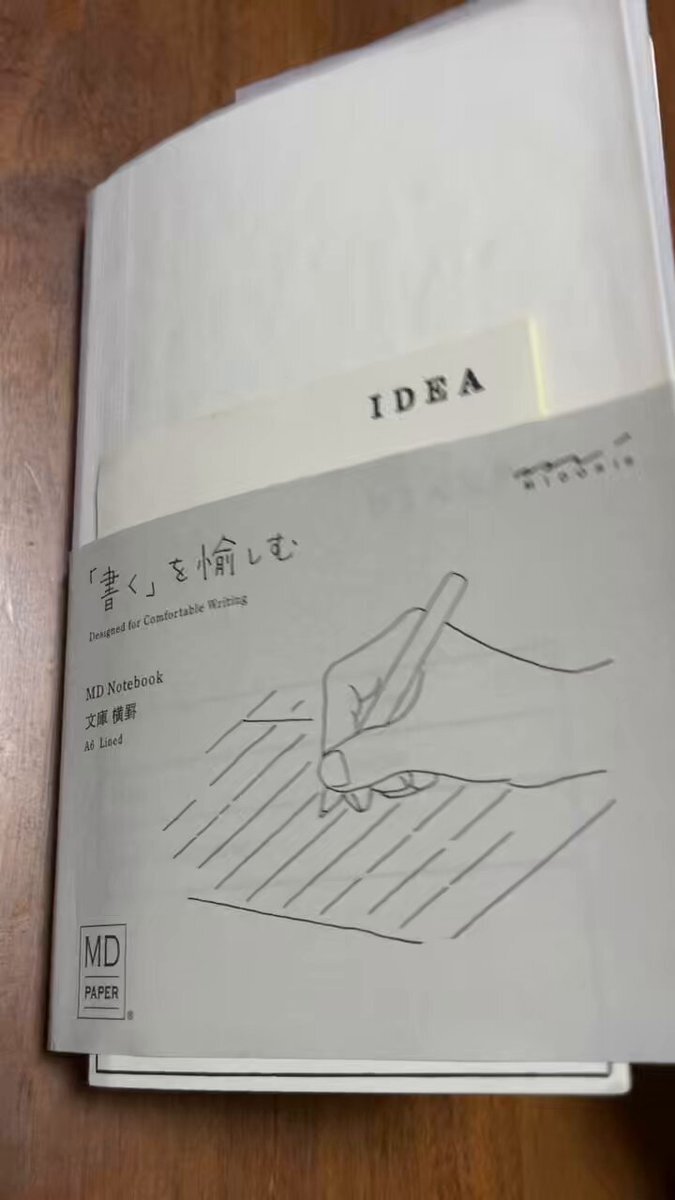 IDEA
MIDORI
「書く」を愉しむ
Designed for Comfortable Writing
MD Notebook
文庫 横罫
A6 Lined
MD
PAPER
®